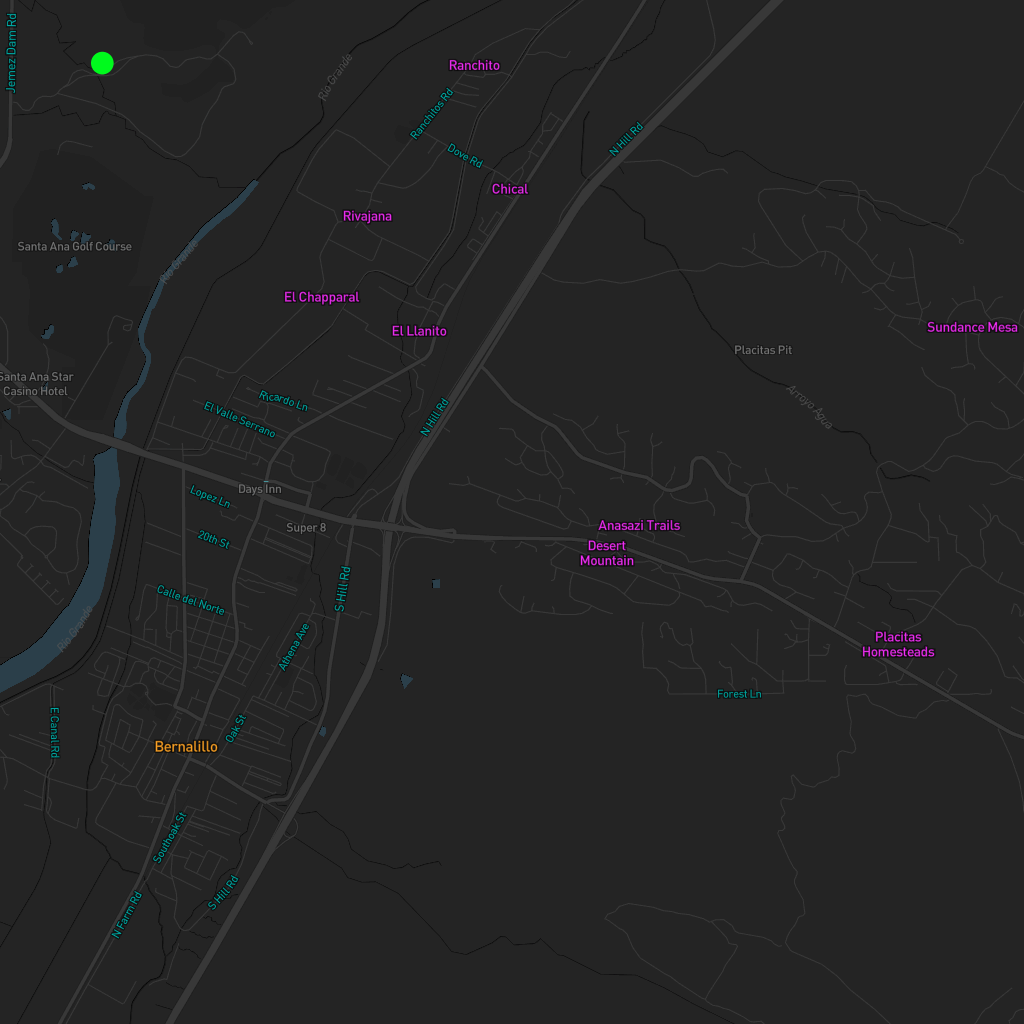 Jemez Dam Rd
Rio Grande
Ranchito
Ranchitos Rd
N Hill Rd
Dove Rd
Chical
Rivajana
Santa Ana Golf Course
Rio Grande
El Chapparal
El Llanito
Sundance Mesa
Placitas Pit
Santa Ana Star
Casino Hotel
Arroyo Agua
Ricardo Ln
El Valle Serrano
N Hill Rd
Days Inn
Lopez Ln
Super 8
Anasazi Trails
20th St
Desert
Mountain
S Hill Rd
Calle del Norte
Rio Grande
Athena Ave
Placitas
Homesteads
Forest Ln
E Canal Rd
Oak St
Bernalillo
Southoak St
S Hill Rd
N Farm Rd